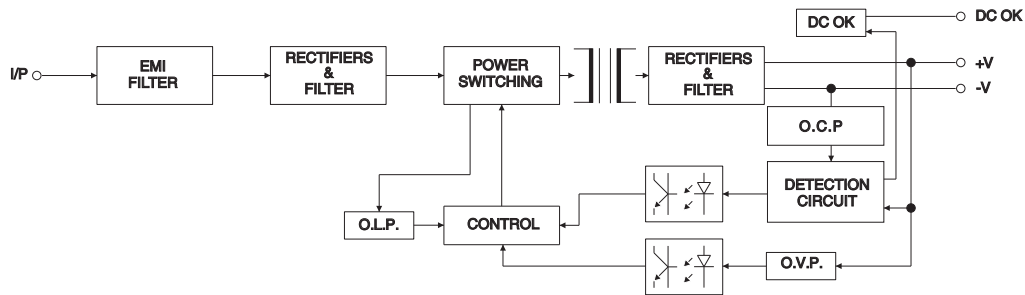 DC OK
DC OK
I/P
EMI
FILTER
RECTIFIERS
&
FILTER
POWER
SWITCHING
RECTIFIERS
&
FILTER
+V
-V
O.C.P
DETECTION
CIRCUIT
O.L.P.
CONTROL
O.V.P.